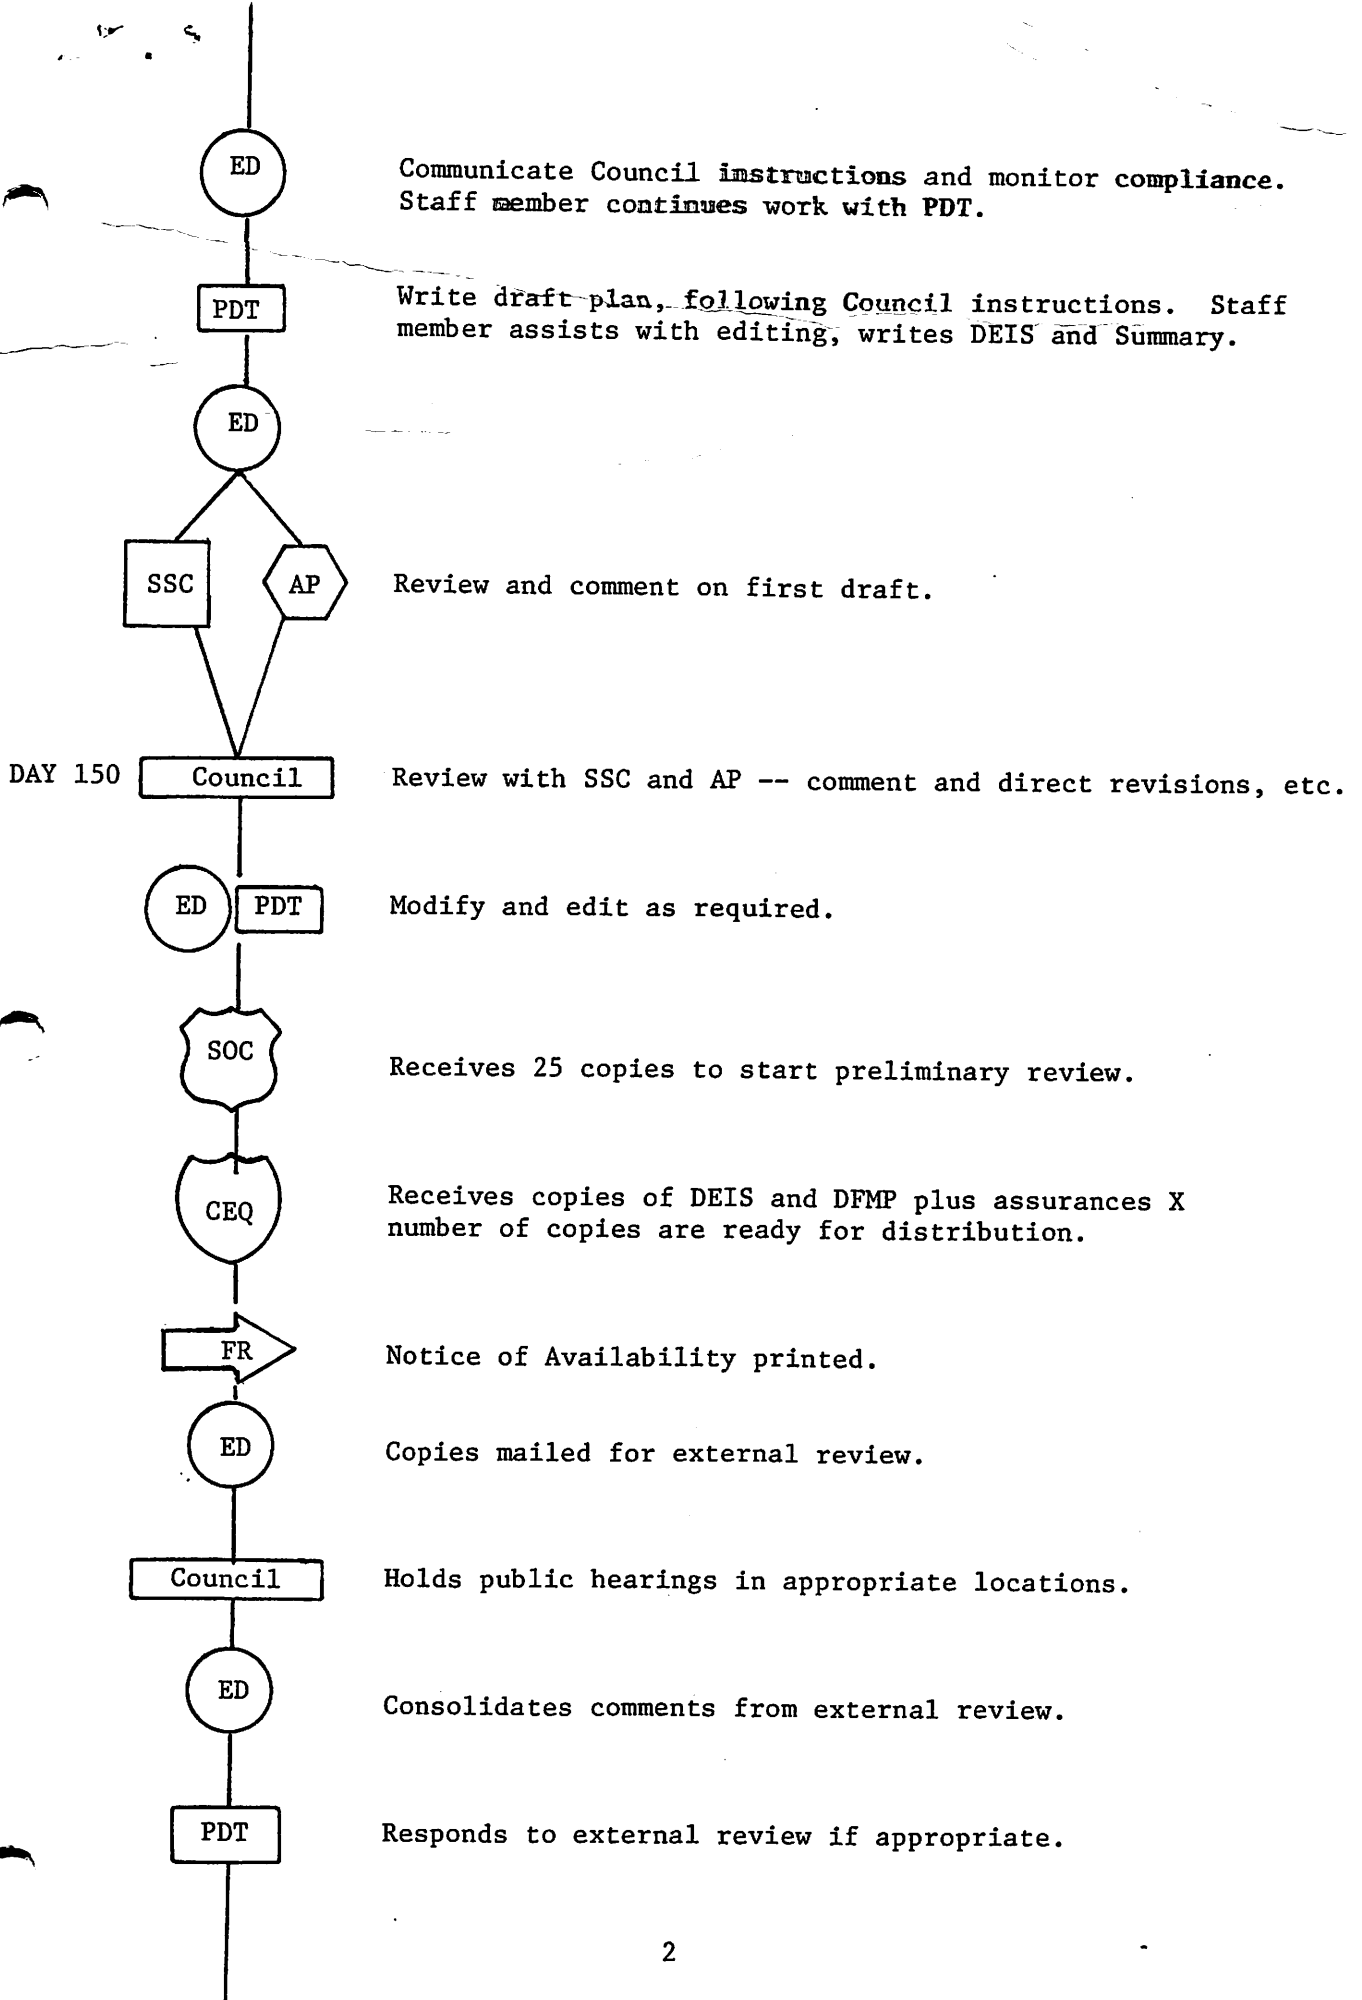 ED
Communicate Council instructions and monitor compliance.
Staff member continues work with PDT.
PDT
Write draft plan, following Council instructions. Staff
member assists with editing, writes DEIS and Summary.
ED
SSC
AP
Review and comment on first draft.
DAY 150
Council
Review with SSC and AP -- comment and direct revisions, etc.
ED
PDT
Modify and edit as required.
SOC
Receives 25 copies to start preliminary review.
CEQ
Receives copies of DEIS and DFMP plus assurances X
number of copies are ready for distribution.
FR
Notice of Availability printed.
ED
Copies mailed for external review.
Council
Holds public hearings in appropriate locations.
ED
Consolidates comments from external review.
PDT
Responds to external review if appropriate.
2